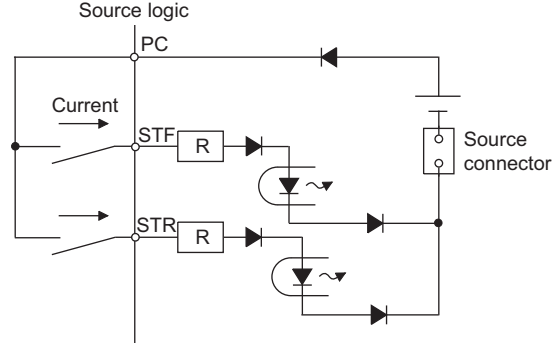 Source logic
PC
Current
STF
R
Source
connector
STR
R